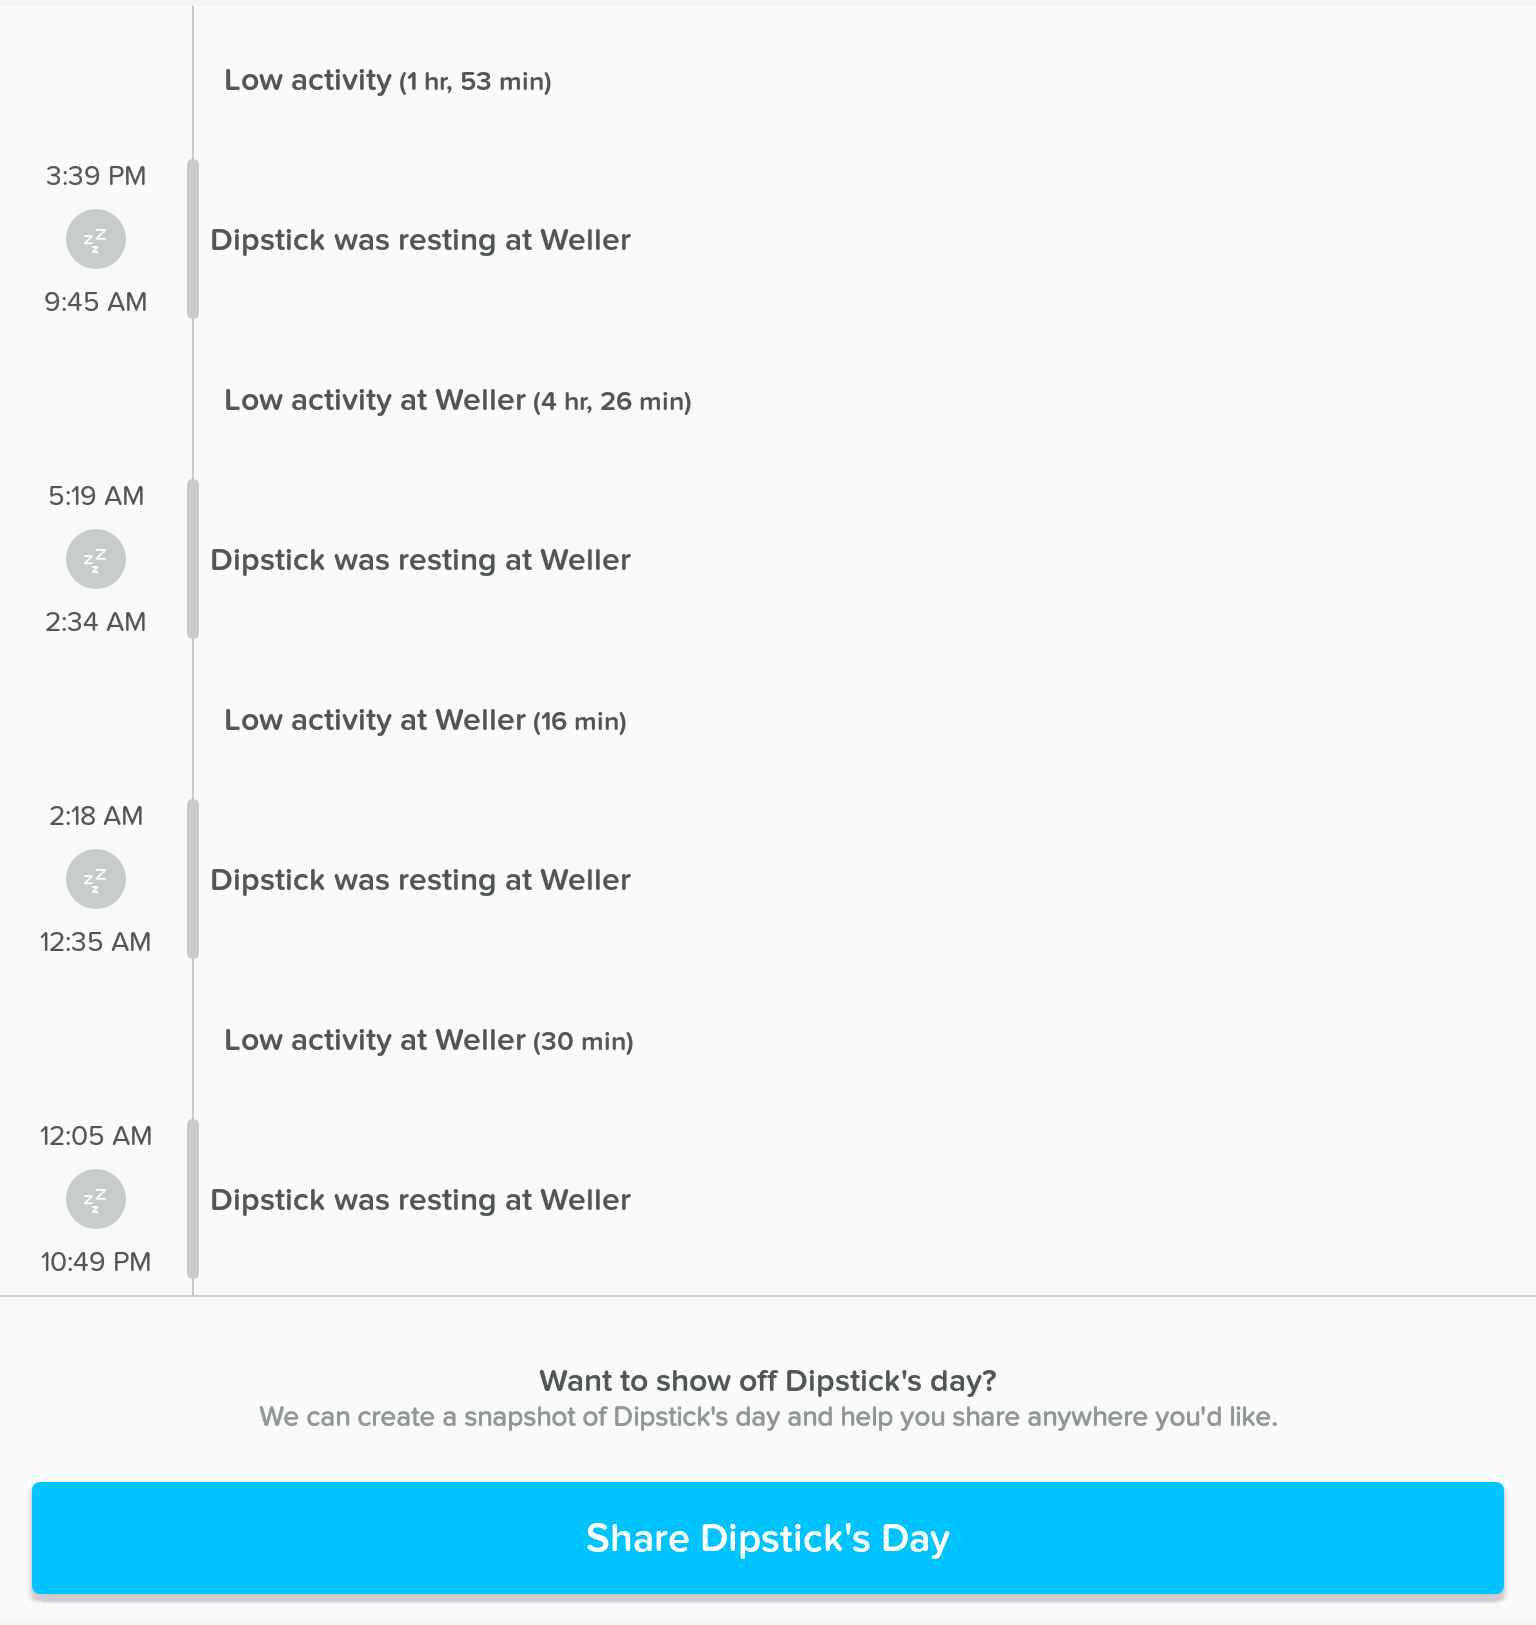 Low activity (1 hr, 53 min)
3:39 PM
zZz
Dipstick was resting at Weller
9:45 AM
Low activity at Weller (4 hr, 26 min)
5:19 AM
zZz
Dipstick was resting at Weller
2:34 AM
Low activity at Weller (16 min)
2:18 AM
zZz
Dipstick was resting at Weller
12:35 AM
Low activity at Weller (30 min)
12:05 AM
zZz
Dipstick was resting at Weller
10:49 PM
Want to show off Dipstick's day?
We can create a snapshot of Dipstick's day and help you share anywhere you'd like.
Share Dipstick's Day